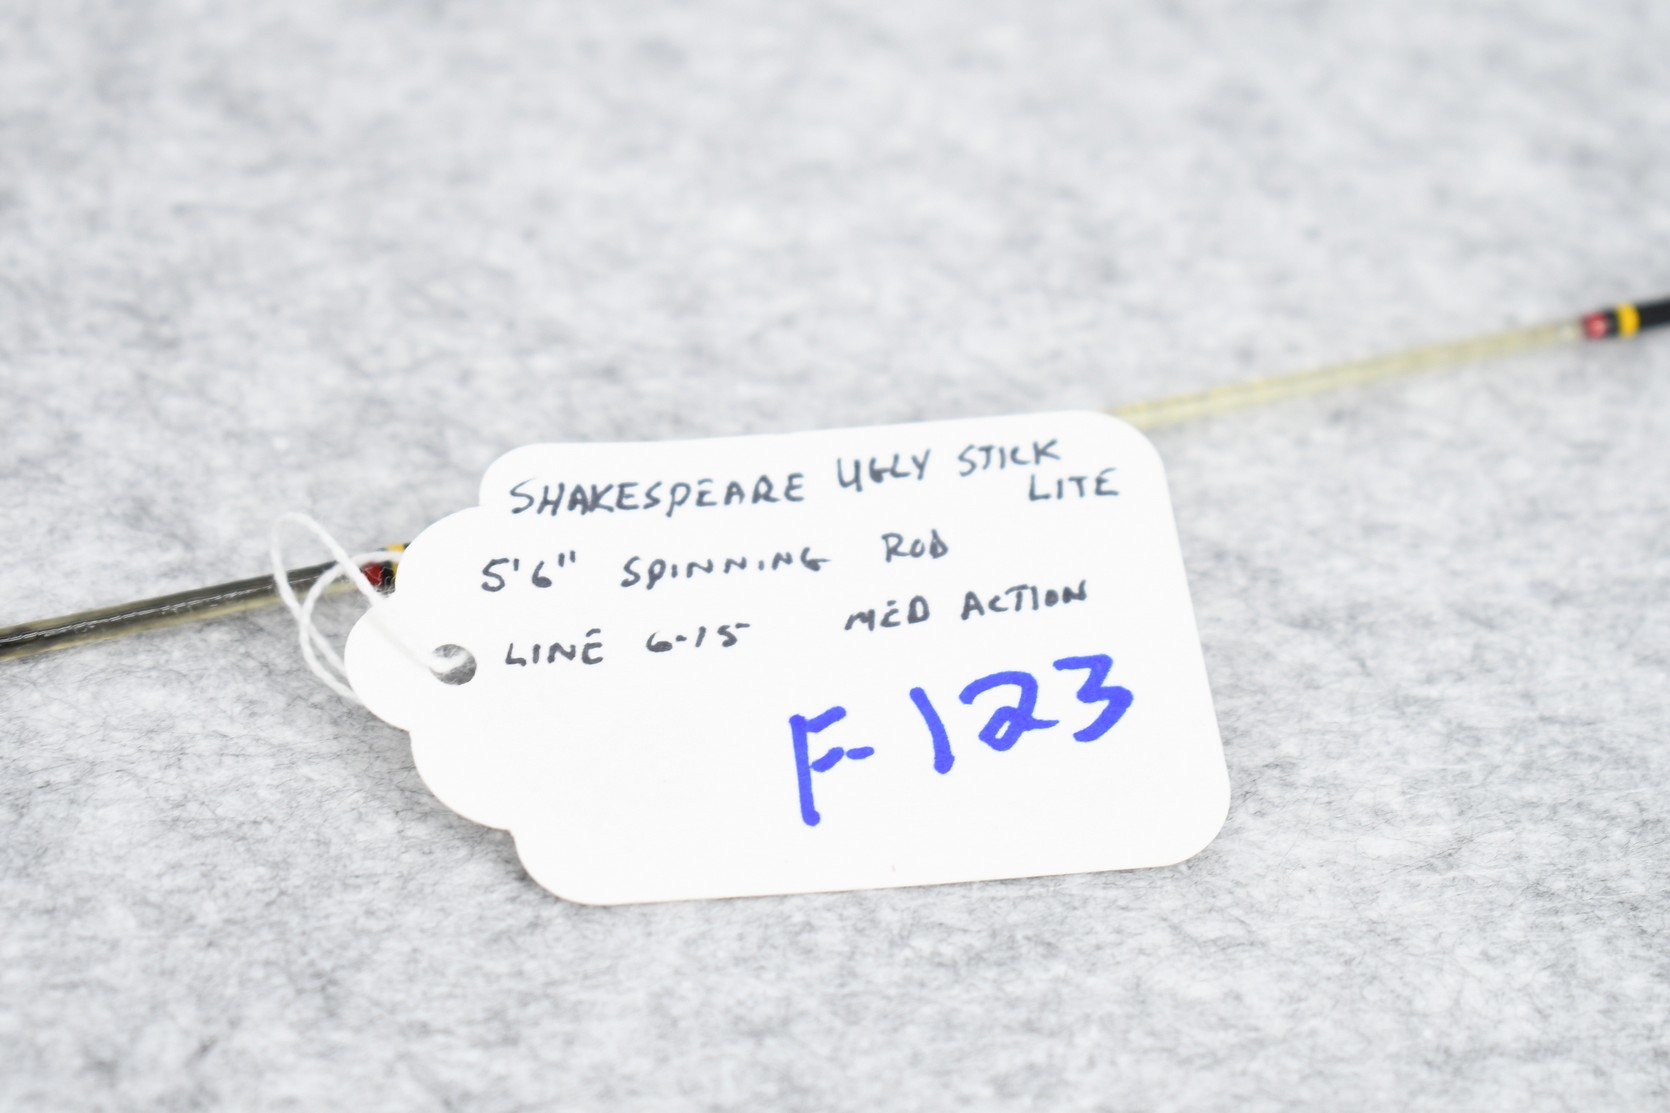 SHAKESPEARE UGLY STICK
LITE
5'6" SPINNING ROD
LINE 6-15 MED ACTION
F-123